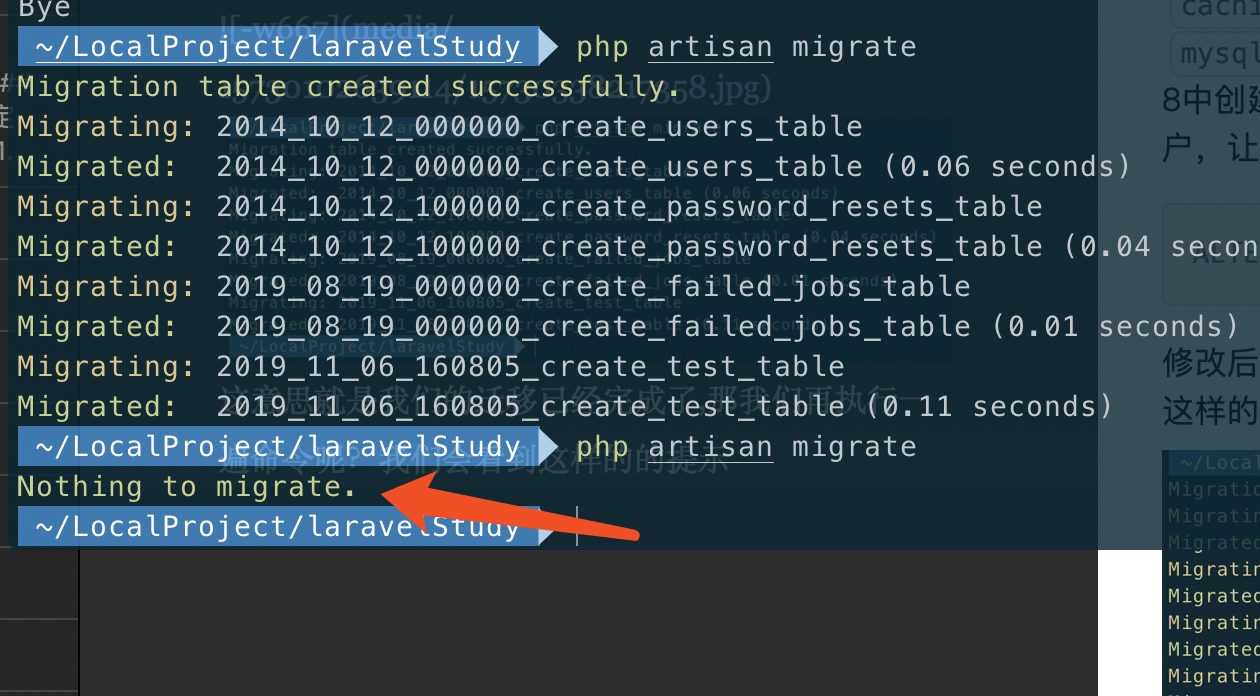 Bye
~/LocalProject/laravelStudy php artisan migrate
Migration table created successfully.
Migrating: 2014_10_12_000000_create_users_table
Migrated:  2014_10_12_000000_create_users_table (0.06 seconds)
Migrating: 2014_10_12_100000_create_password_resets_table
Migrated:  2014_10_12_100000_create_password_resets_table (0.04 secon
Migrating: 2019_08_19_000000_create_failed_jobs_table
Migrated:  2019_08_19_000000_create_failed_jobs_table (0.01 seconds)
Migrating: 2019_11_06_160805_create_test_table
Migrated:  2019_11_06_160805_create_test_table (0.11 seconds)
~/LocalProject/laravelStudy php artisan migrate
Nothing to migrate.
~/LocalProject/laravelStudy
cachi
mysql
8中创建
户，让
修改后
这样的
~/Local
Migratio
Migratin
Migrated
Migratin
Migrated
Migratin
Migrated
Migratin